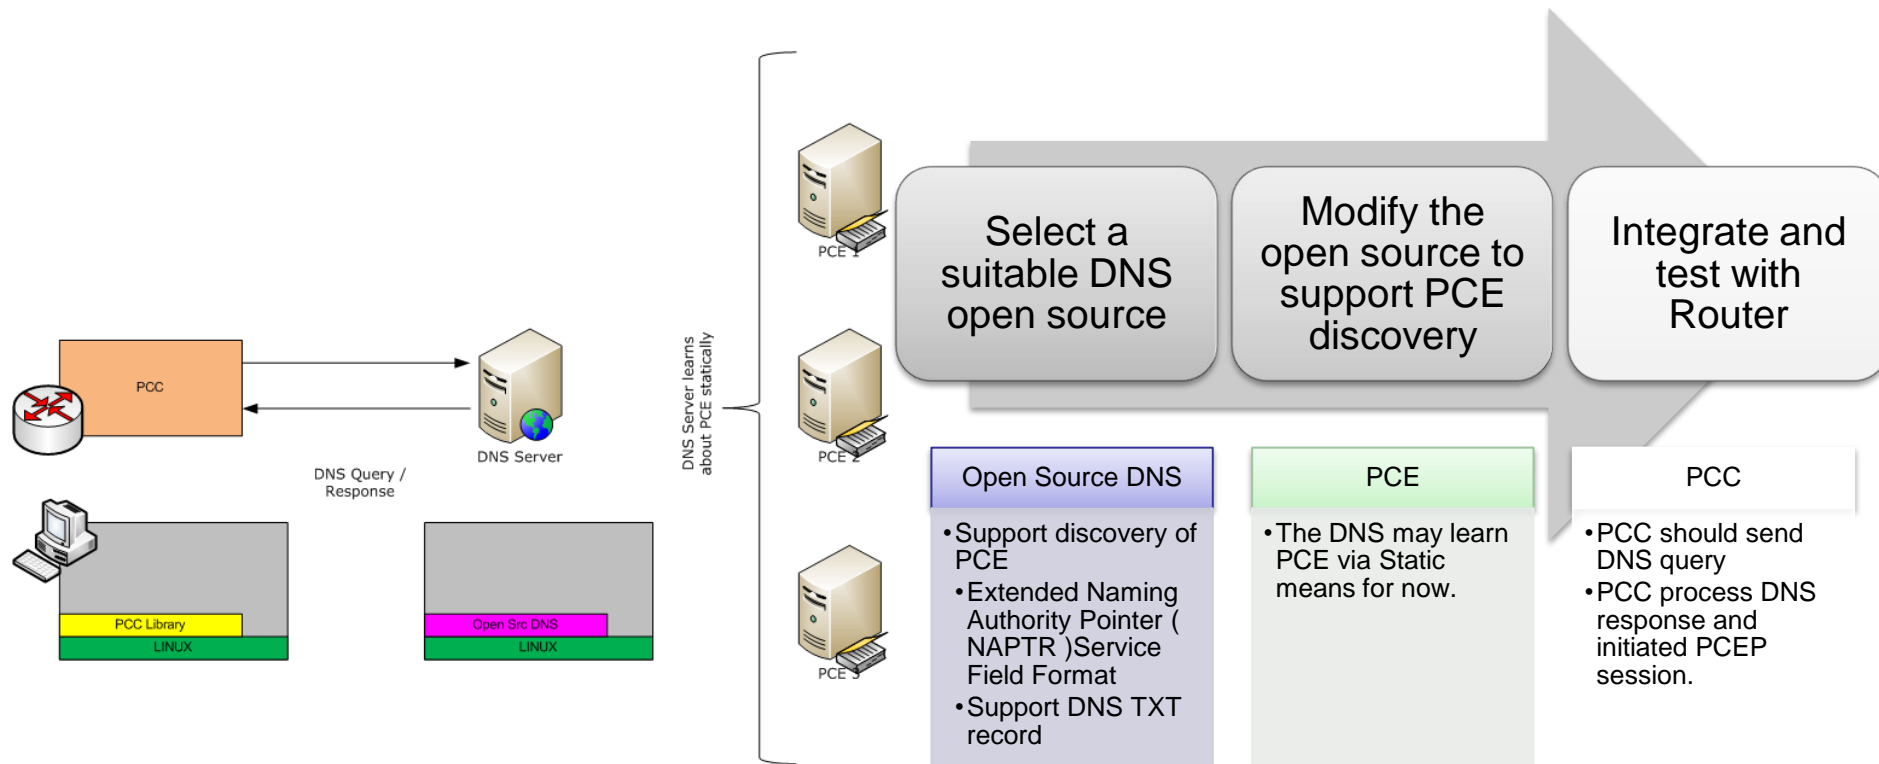 PCC
DNS Server
DNS Query /
Response
PCC Library
LINUX
Open Src DNS
LINUX
DNS Server learns
about PCE statically
PCE 1
PCE 2
PCE 3
Select a
suitable DNS
open source
Modify the
open source to
support PCE
discovery
Integrate and
test with
Router
Open Source DNS
•Support discovery of
PCE
•Extended Naming
Authority Pointer (
NAPTR )Service
Field Format
•Support DNS TXT
record
PCE
•The DNS may learn
PCE via Static
means for now.
PCC
•PCC should send
DNS query
•PCC process DNS
response and
initiated PCEP
session.